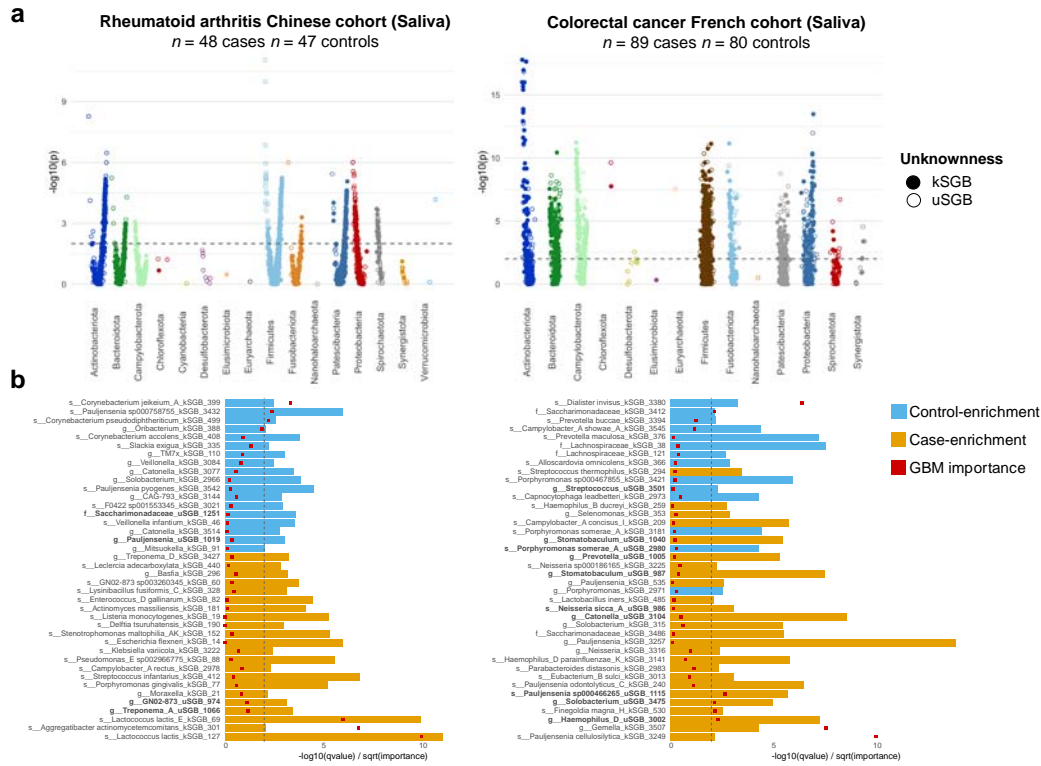 a
Rheumatoid arthritis Chinese cohort (Saliva)
n = 48 cases n = 47 controls
Colorectal cancer French cohort (Saliva)
n = 89 cases n = 80 controls
-log10(p)
9
6
3
0
Actinobacteriota
Bacteroidota
Campylobacterota
Chloroflexota
Cyanobacteria
Desulfobacterota
Elusimicrobiota
Euryarchaeota
Firmicutes
Fusobacteriota
Nanohaloarchaeota
Patescibacteria
Proteobacteria
Spirochaetota
Synergistota
Verrucomicrobiota
-log10(p)
15
10
5
0
Actinobacteriota
Bacteroidota
Campylobacterota
Chloroflexota
Desulfobacterota
Elusimicrobiota
Euryarchaeota
Firmicutes
Fusobacteriota
Nanohaloarchaeota
Patescibacteria
Proteobacteria
Spirochaetota
Synergistota
Unknownness
kSGB
uSGB
b
s__Corynebacterium jeikeium_A_kSGB_399
s__Pauljensenia sp000758755_kSGB_3432
s__Corynebacterium pseudodiphtheriticum_kSGB_499
g__Oribacterium_kSGB_388
s__Corynebacterium accolens_kSGB_408
s__Slackia exigua_kSGB_335
g__TM7x_kSGB_110
g__Veillonella_kSGB_3084
g__Catonella_kSGB_3077
g__Solobacterium_kSGB_2966
s__Pauljensenia pyogenes_kSGB_3542
g__CAG-793_kSGB_3144
s__F0422 sp001553345_kSGB_3021
f__Saccharimonadaceae_uSGB_1251
s__Veillonella infantium_kSGB_46
g__Catonella_kSGB_3514
g__Pauljensenia_uSGB_1019
g__Mitsuokella_kSGB_91
g__Treponema_D_kSGB_3427
s__Leclercia adecarboxylata_kSGB_440
g__Basfia_kSGB_296
s__GN02-873 sp003260345_kSGB_60
s__Lysinibacillus fusiformis_C_kSGB_328
s__Enterococcus_D gallinarum_kSGB_82
s__Actinomyces massiliensis_kSGB_181
s__Listeria monocytogenes_kSGB_19
s__Delftia tsuruhatensis_kSGB_190
s__Stenotrophomonas maltophilia_AK_kSGB_152
s__Escherichia flexneri_kSGB_14
s__Klebsiella variicola_kSGB_3222
s__Pseudomonas_E sp002966775_kSGB_88
s__Campylobacter_A rectus_kSGB_2978
s__Streptococcus infantarius_kSGB_412
s__Porphyromonas gingivalis_kSGB_77
g__Moraxella_kSGB_21
g__GN02-873_uSGB_974
g__Treponema_A_uSGB_1066
s__Lactococcus lactis_E_kSGB_69
s__Aggregatibacter actinomycetemcomitans_kSGB_301
s__Lactococcus lactis_kSGB_127
0
5
10
-log10(qvalue) / sqrt(importance)
s__Dialister invisus_kSGB_3380
f__Saccharimonadaceae_kSGB_3412
s__Prevotella buccae_kSGB_3394
s__Campylobacter_A showae_A_kSGB_3545
s__Prevotella maculosa_kSGB_376
f__Lachnospiraceae_kSGB_38
f__Lachnospiraceae_kSGB_121
s__Alloscardovia omnicolens_kSGB_366
s__Streptococcus thermophilus_kSGB_294
s__Porphyromonas sp000467855_kSGB_3421
g__Streptococcus_uSGB_3501
s__Capnocytophaga leadbetteri_kSGB_2973
s__Haemophilus_B ducreyi_kSGB_259
g__Selenomonas_kSGB_353
s__Campylobacter_A concisus_I_kSGB_209
s__Porphyromonas somerae_A_kSGB_3181
g__Stomatobaculum_uSGB_1040
s__Porphyromonas somerae_A_uSGB_2980
g__Prevotella_uSGB_1005
s__Neisseria sp000186165_kSGB_3225
g__Stomatobaculum_uSGB_987
g__Pauljensenia_kSGB_535
g__Porphyromonas_kSGB_2971
s__Lactobacillus iners_kSGB_485
s__Neisseria sicca_A_uSGB_986
g__Catonella_uSGB_3104
g__Solobacterium_kSGB_315
f__Saccharimonadaceae_kSGB_3486
g__Pauljensenia_kSGB_3257
g__Neisseria_kSGB_3316
s__Haemophilus_D parainfluenzae_K_kSGB_3141
s__Parabacteroides distasonis_kSGB_2983
s__Eubacterium_B sulci_kSGB_3013
s__Pauljensenia odontolyticus_C_kSGB_240
s__Pauljensenia sp000466265_uSGB_1115
g__Solobacterium_uSGB_3475
s__Finegoldia magna_H_kSGB_530
g__Haemophilus_D_uSGB_3002
g__Gemella_kSGB_3507
s__Pauljensenia cellulosilytica_kSGB_3249
0
5
10
-log10(qvalue) / sqrt(importance)
Control-enrichment
Case-enrichment
GBM importance